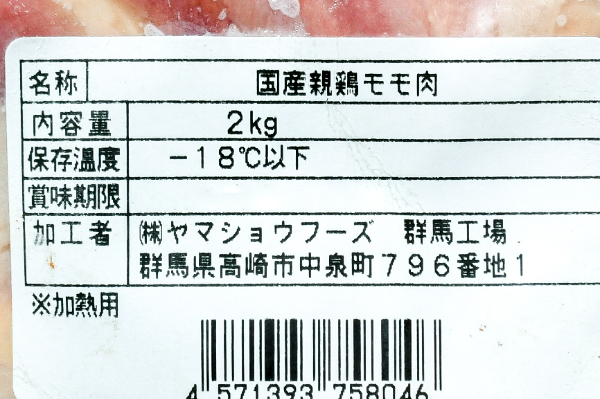 名称 国産親鶏モモ肉
内容量 2kg
保存温度 －18℃以下
賞味期限
加工者 ㈱ヤマショウフーズ 群馬工場
群馬県高崎市中泉町796番地1
※加熱用
4 571393 758046